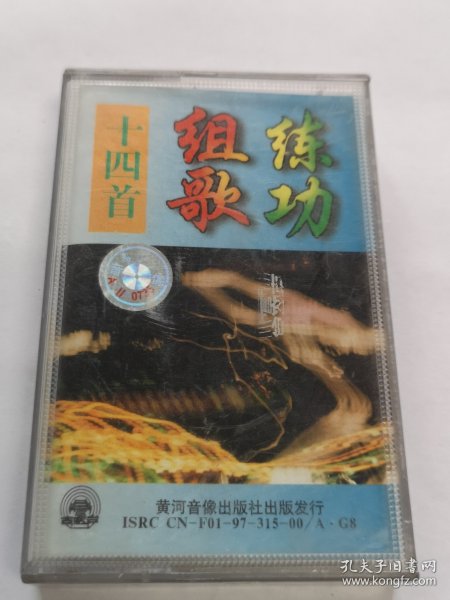 练功
组歌
十四首
黄河音像出版社出版发行
ISRC CN-F01-97-315-00/A·G8
孔夫子旧书网
www.kongfz.com